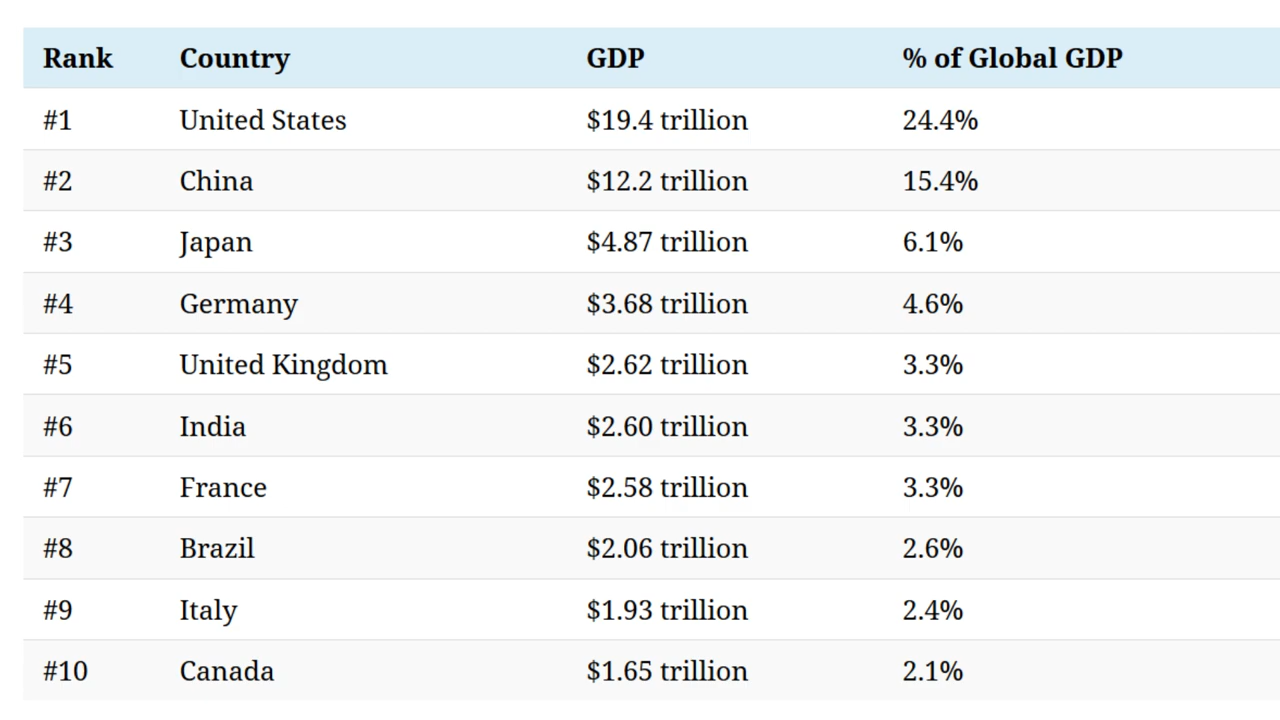 Rank Country GDP % of Global GDP
#1 United States $19.4 trillion 24.4%
#2 China $12.2 trillion 15.4%
#3 Japan $4.87 trillion 6.1%
#4 Germany $3.68 trillion 4.6%
#5 United Kingdom $2.62 trillion 3.3%
#6 India $2.60 trillion 3.3%
#7 France $2.58 trillion 3.3%
#8 Brazil $2.06 trillion 2.6%
#9 Italy $1.93 trillion 2.4%
#10 Canada $1.65 trillion 2.1%